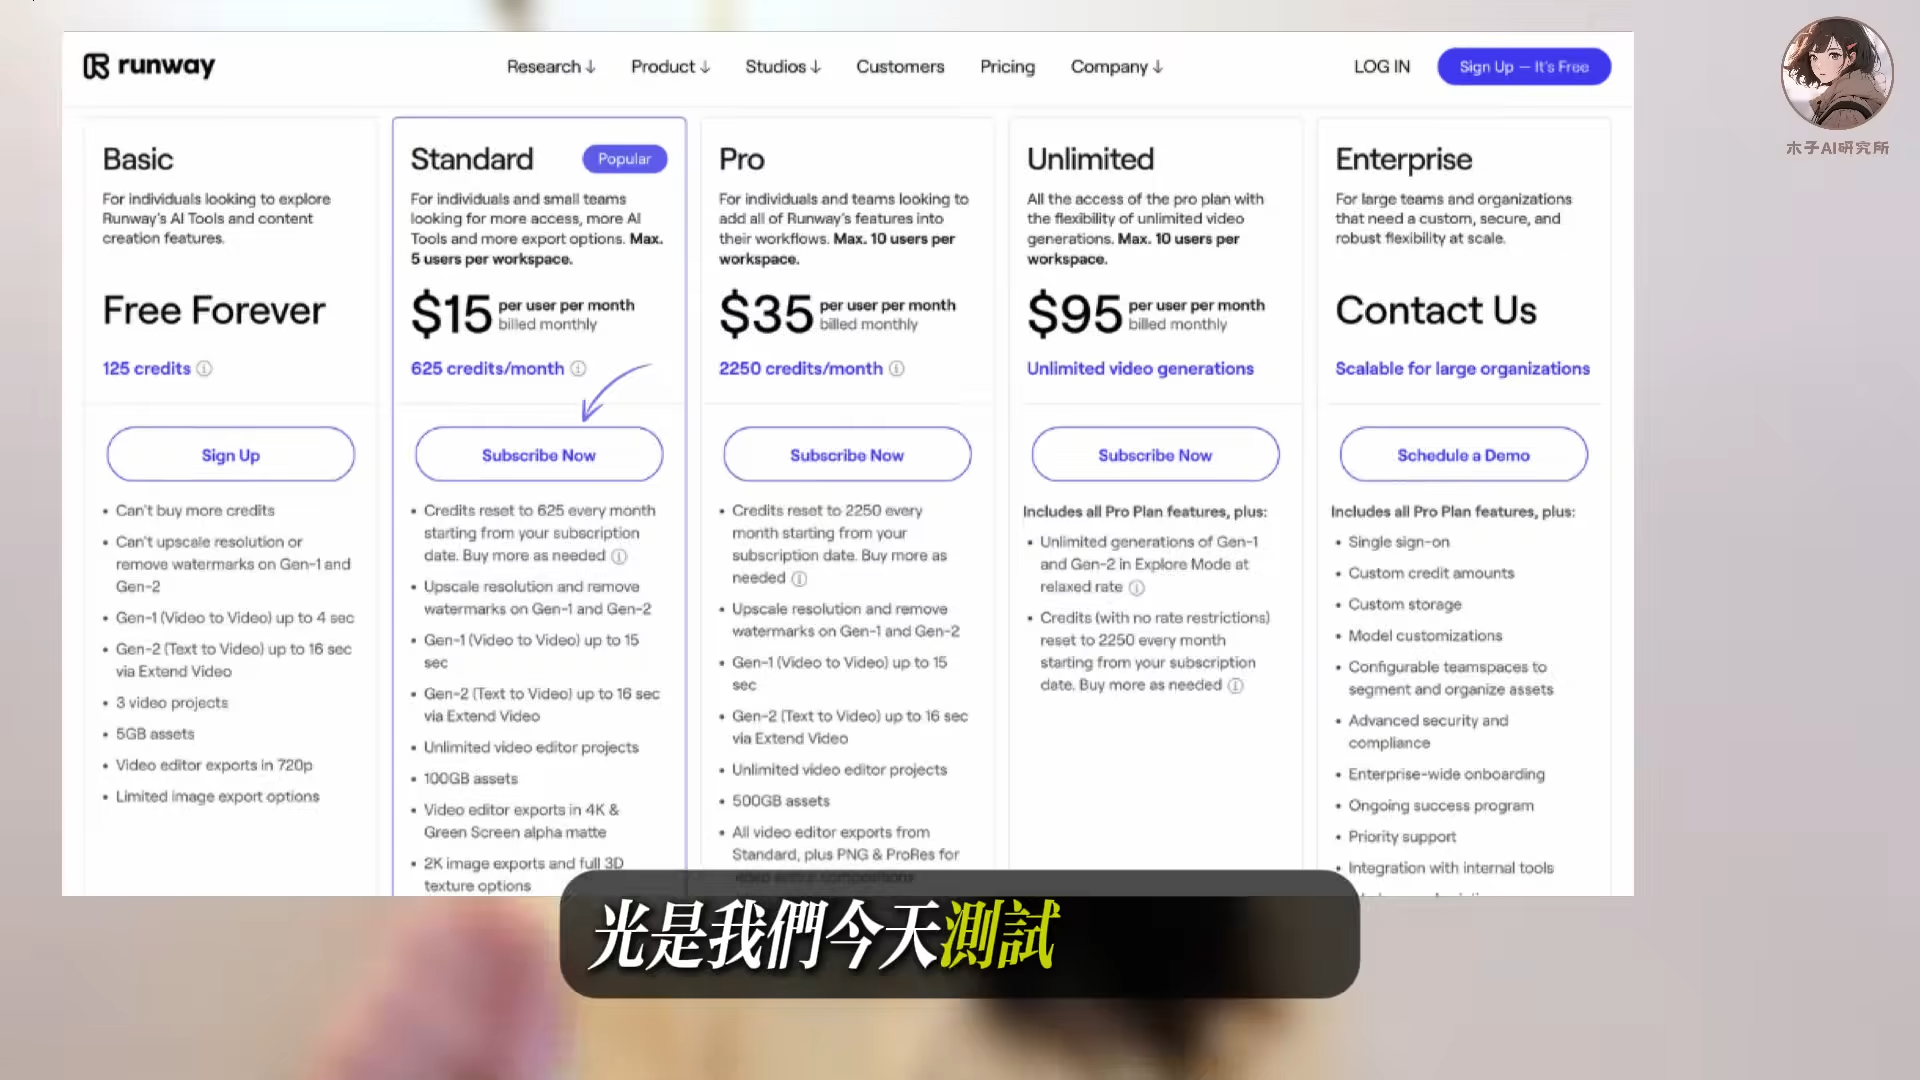 runway
Research ↓
Product ↓
Studios ↓
Customers
Pricing
Company ↓
LOG IN
Sign Up — It's Free
木子AI研究所
Basic
For individuals looking to explore
Runway's AI Tools and content
creation features.
Free Forever
125 credits
Sign Up
• Can't buy more credits
• Can't upscale resolution or
remove watermarks on Gen-1 and
Gen-2
• Gen-1 (Video to Video) up to 4 sec
• Gen-2 (Text to Video) up to 16 sec
via Extend Video
• 3 video projects
• 5GB assets
• Video editor exports in 720p
• Limited image export options
Standard
Popular
For individuals and small teams
looking for more access, more AI
Tools and more export options. Max.
5 users per workspace.
$15 per user per month
billed monthly
625 credits/month
Subscribe Now
• Credits reset to 625 every month
starting from your subscription
date. Buy more as needed
• Upscale resolution and remove
watermarks on Gen-1 and Gen-2
• Gen-1 (Video to Video) up to 15
sec
• Gen-2 (Text to Video) up to 16 sec
via Extend Video
• Unlimited video editor projects
• 100GB assets
• Video editor exports in 4K &
Green Screen alpha matte
• 2K image exports and full 3D
texture options
Pro
For individuals and teams looking to
add all of Runway's features into
their workflows. Max. 10 users per
workspace.
$35 per user per month
billed monthly
2250 credits/month
Subscribe Now
• Credits reset to 2250 every
month starting from your
subscription date. Buy more as
needed
• Upscale resolution and remove
watermarks on Gen-1 and Gen-2
• Gen-1 (Video to Video) up to 15
sec
• Gen-2 (Text to Video) up to 16 sec
via Extend Video
• Unlimited video editor projects
• 500GB assets
• All video editor exports from
Standard, plus PNG & ProRes for
Unlimited
All the access of the pro plan with
the flexibility of unlimited video
generations. Max. 10 users per
workspace.
$95 per user per month
billed monthly
Unlimited video generations
Subscribe Now
Includes all Pro Plan features, plus:
• Unlimited generations of Gen-1
and Gen-2 in Explore Mode at
relaxed rate
• Credits (with no rate restrictions)
reset to 2250 every month
starting from your subscription
date. Buy more as needed
Enterprise
For large teams and organizations
that need a custom, secure, and
robust flexibility at scale.
Contact Us
Scalable for large organizations
Schedule a Demo
Includes all Pro Plan features, plus:
• Single sign-on
• Custom credit amounts
• Custom storage
• Model customizations
• Configurable teamspaces to
segment and organize assets
• Advanced security and
compliance
• Enterprise-wide onboarding
• Ongoing success program
• Priority support
• Integration with internal tools
光是我們今天測試